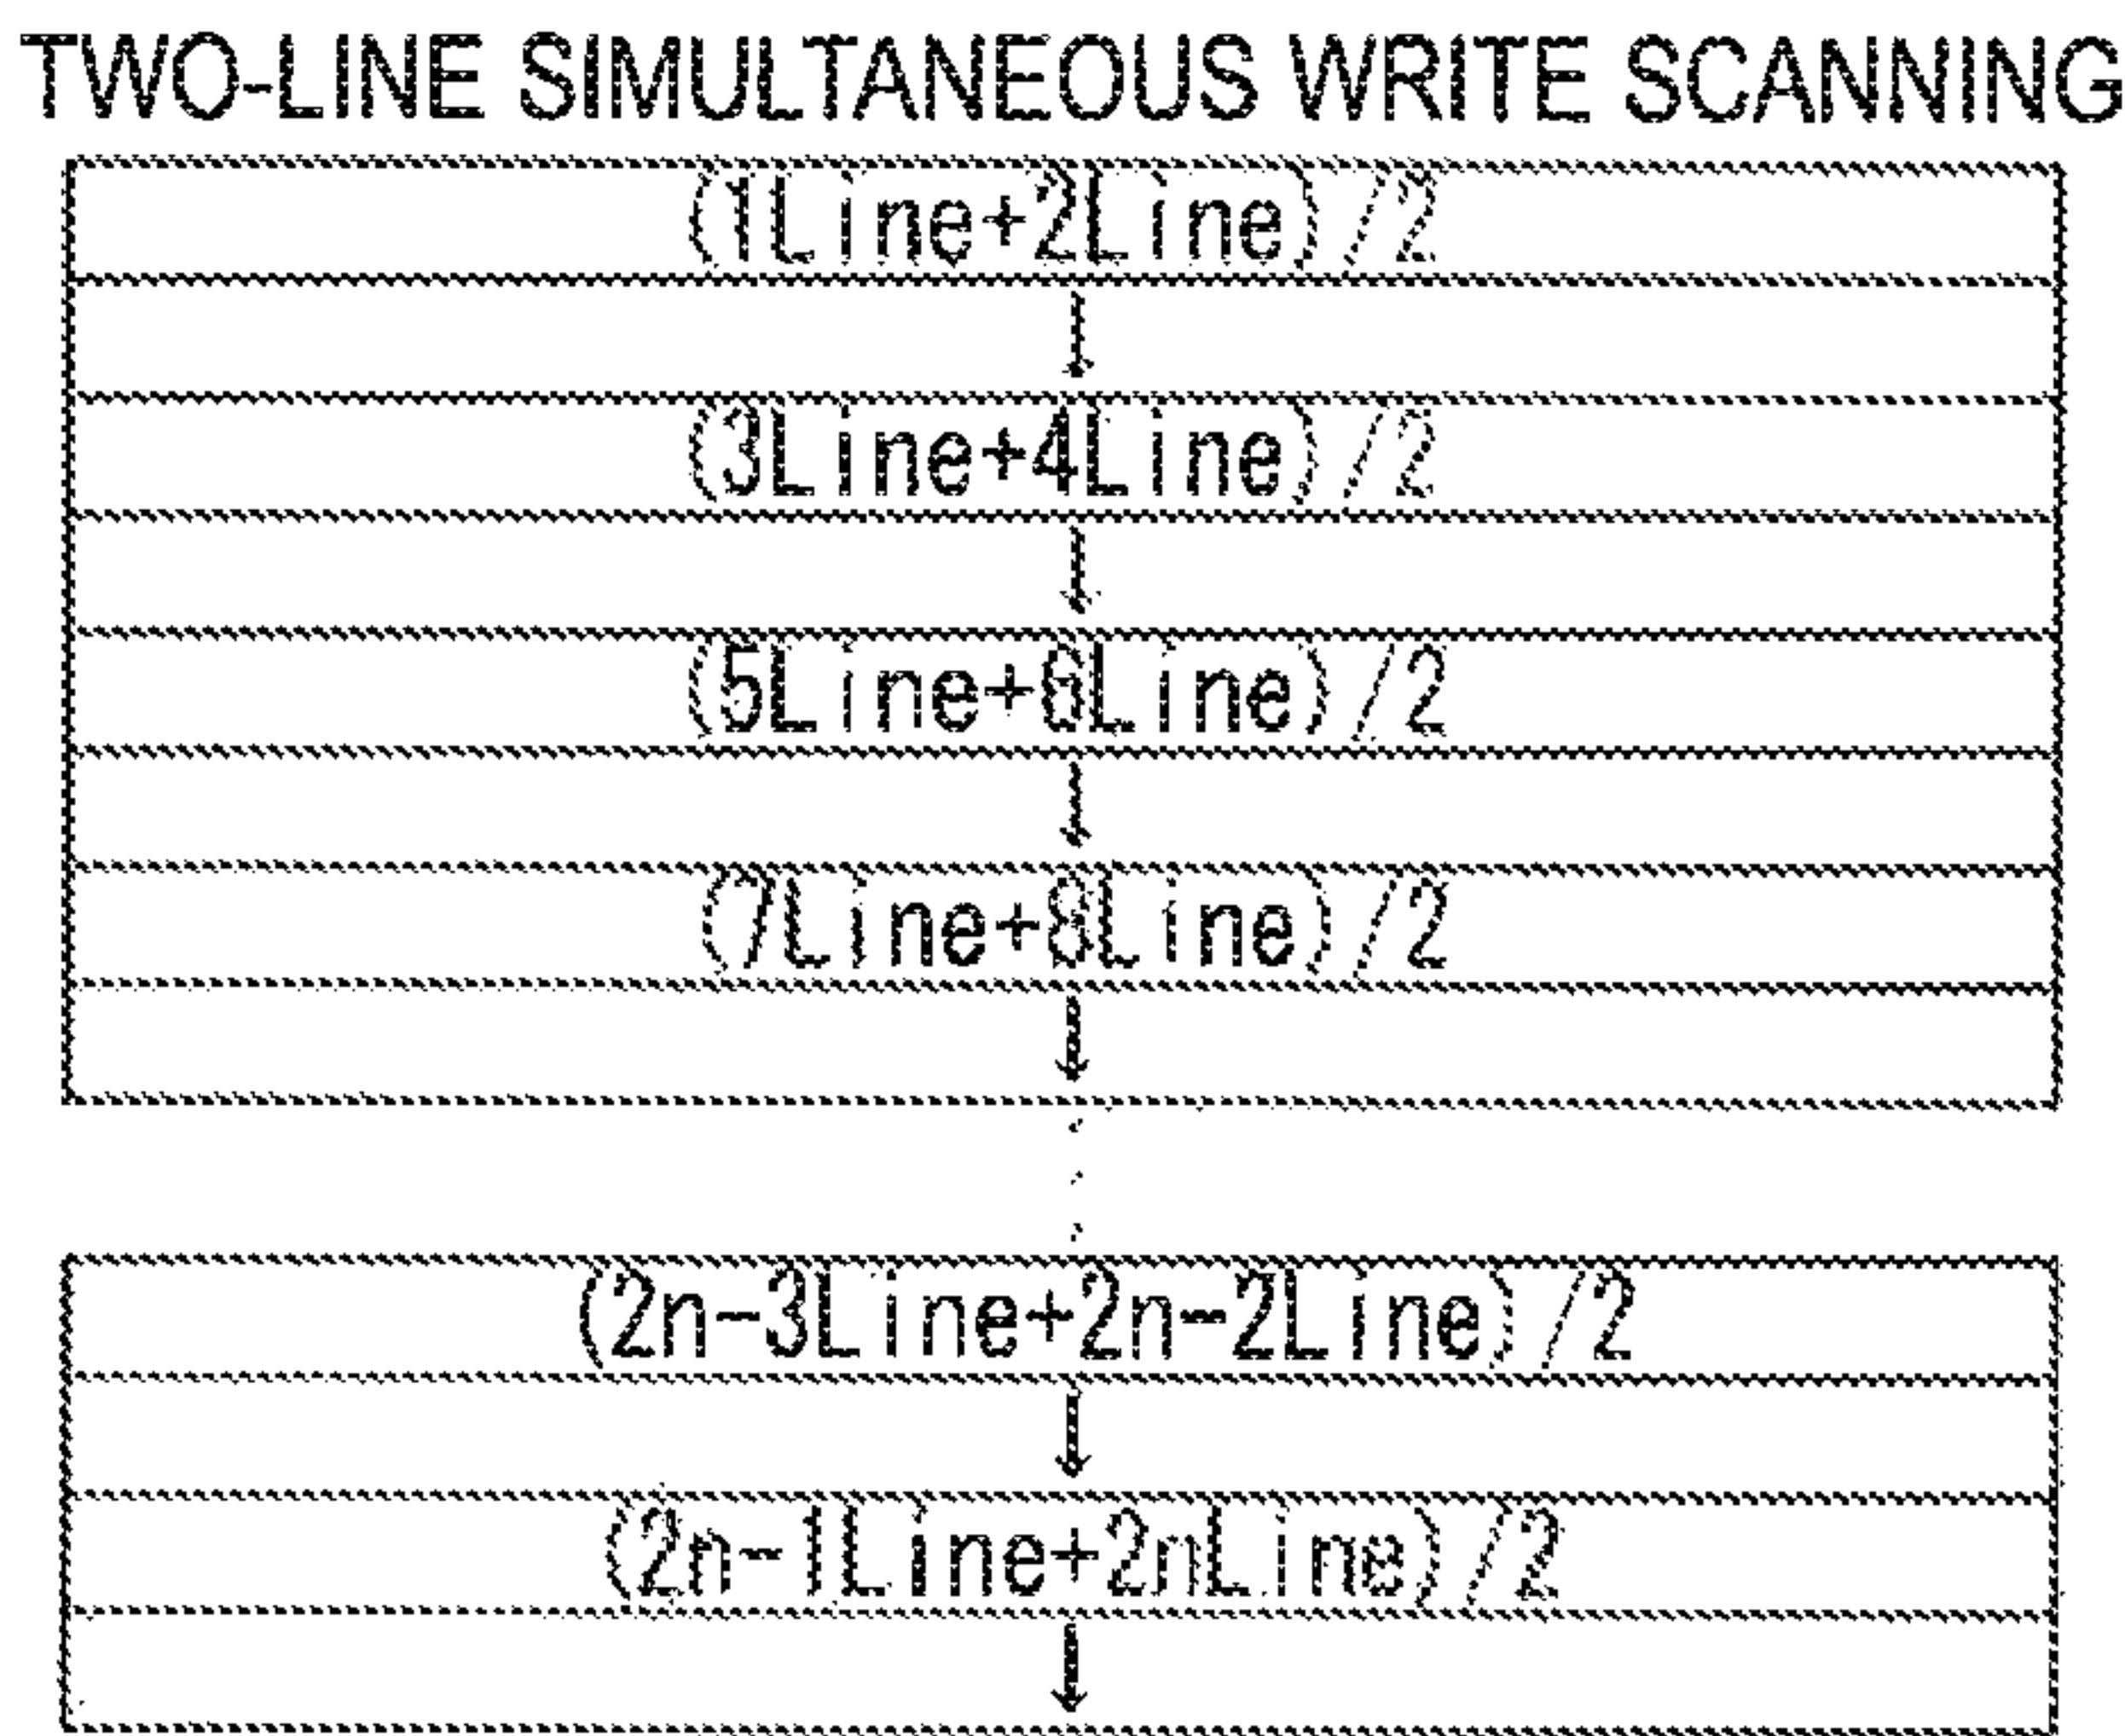 TWO-LINE SIMULTANEOUS WRITE SCANNING
(1Line+2Line)/2
↓
(3Line+4Line)/2
↓
(5Line+6Line)/2
↓
(7Line+8Line)/2
↓
(2n-3Line+2n-2Line)/2
↓
(2n-1Line+2nLine)/2
↓